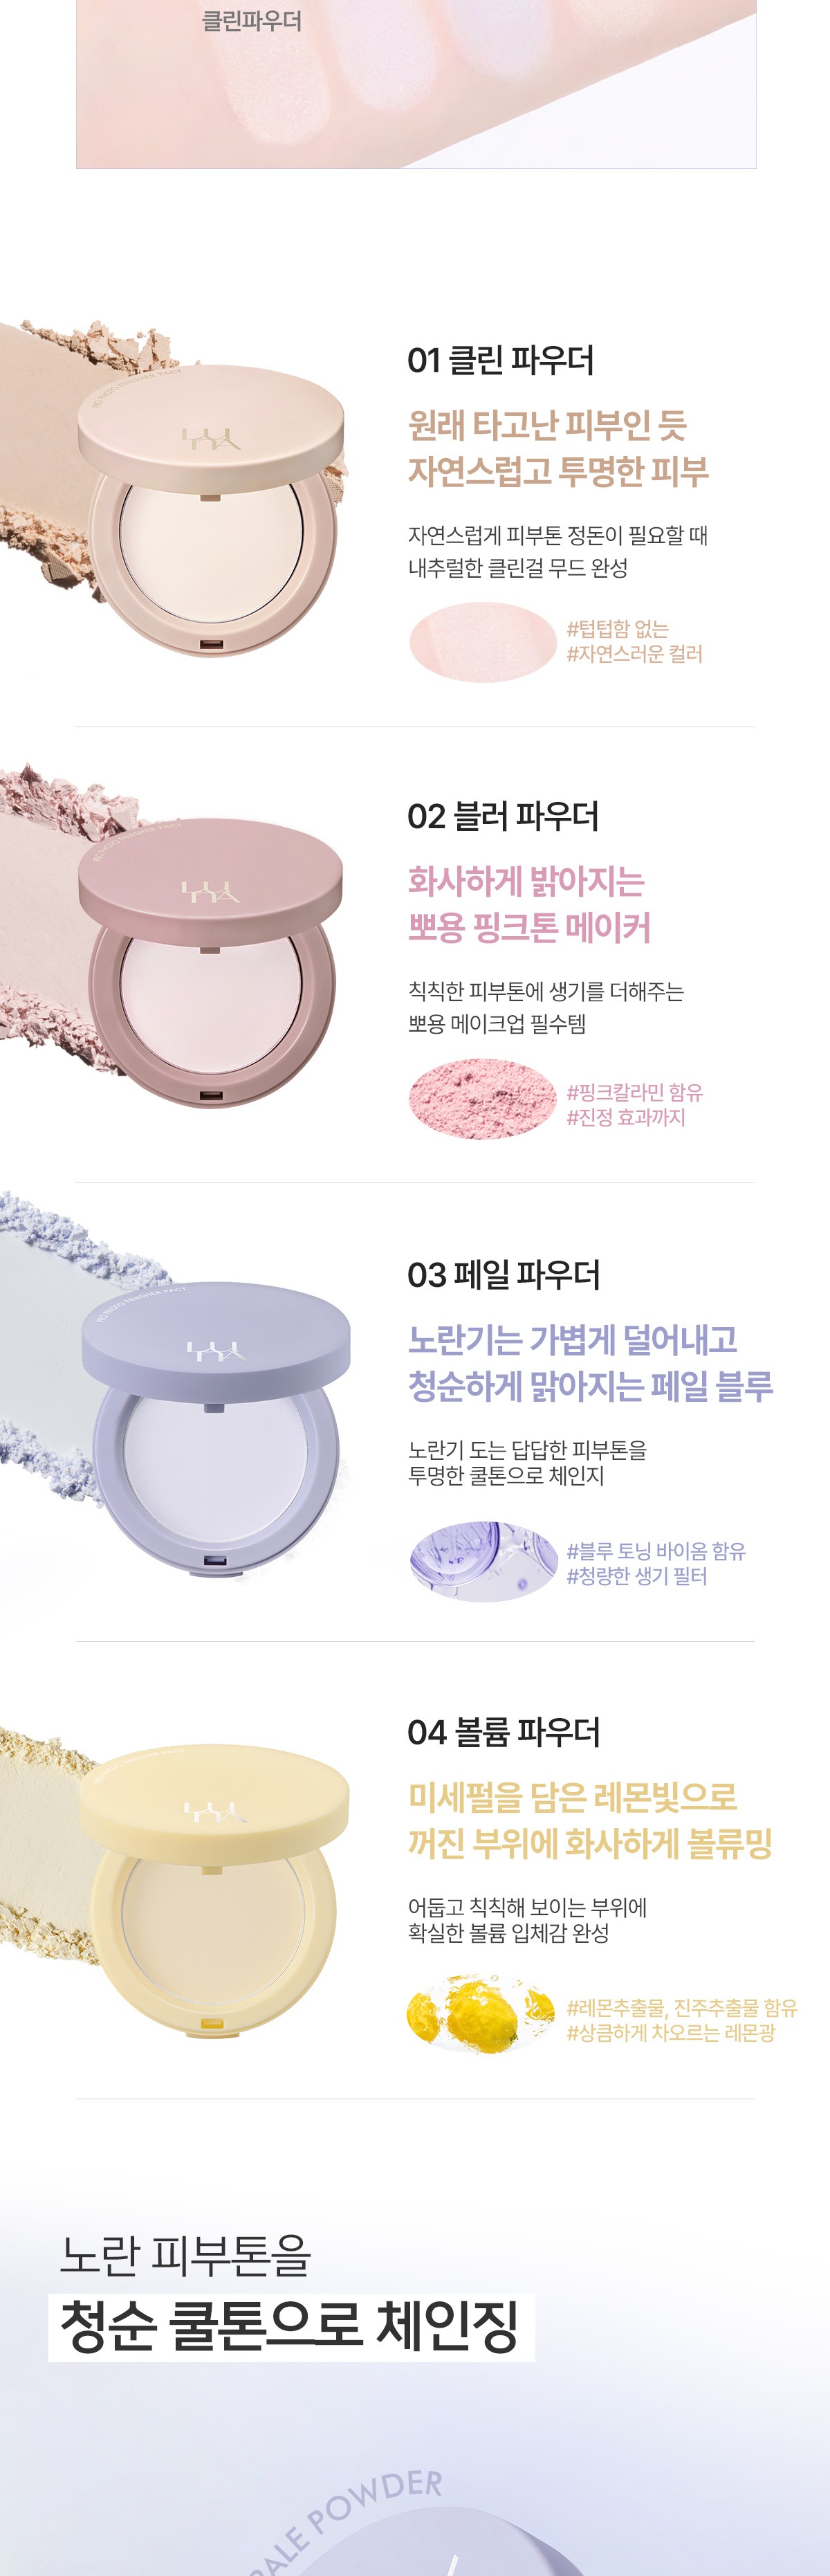 클린파우더
01 클린 파우더
원래 타고난 피부인 듯
자연스럽고 투명한 피부
자연스럽게 피부톤 정돈이 필요할 때
내추럴한 클린걸 무드 완성
#텁텁함 없는
#자연스러운 컬러
02 블러 파우더
화사하게 밝아지는
뽀용 핑크톤 메이커
칙칙한 피부톤에 생기를 더해주는
뽀용 메이크업 필수템
#핑크칼라민 함유
#진정 효과까지
PHOTO FINISHER PACT
03 페일 파우더
노란기는 가볍게 덜어내고
청순하게 맑아지는 페일 블루
노란기 도는 답답한 피부톤을
투명한 쿨톤으로 체인지
#블루 토닝 바이옴 함유
#청량한 생기 필터
04 볼륨 파우더
미세펄을 담은 레몬빛으로
꺼진 부위에 화사하게 볼류밍
어둡고 칙칙해 보이는 부위에
확실한 볼륨 입체감 완성
#레몬추출물, 진주추출물 함유
#상큼하게 차오르는 레몬광
노란 피부톤을
청순 쿨톤으로 체인징
PALE POWDER